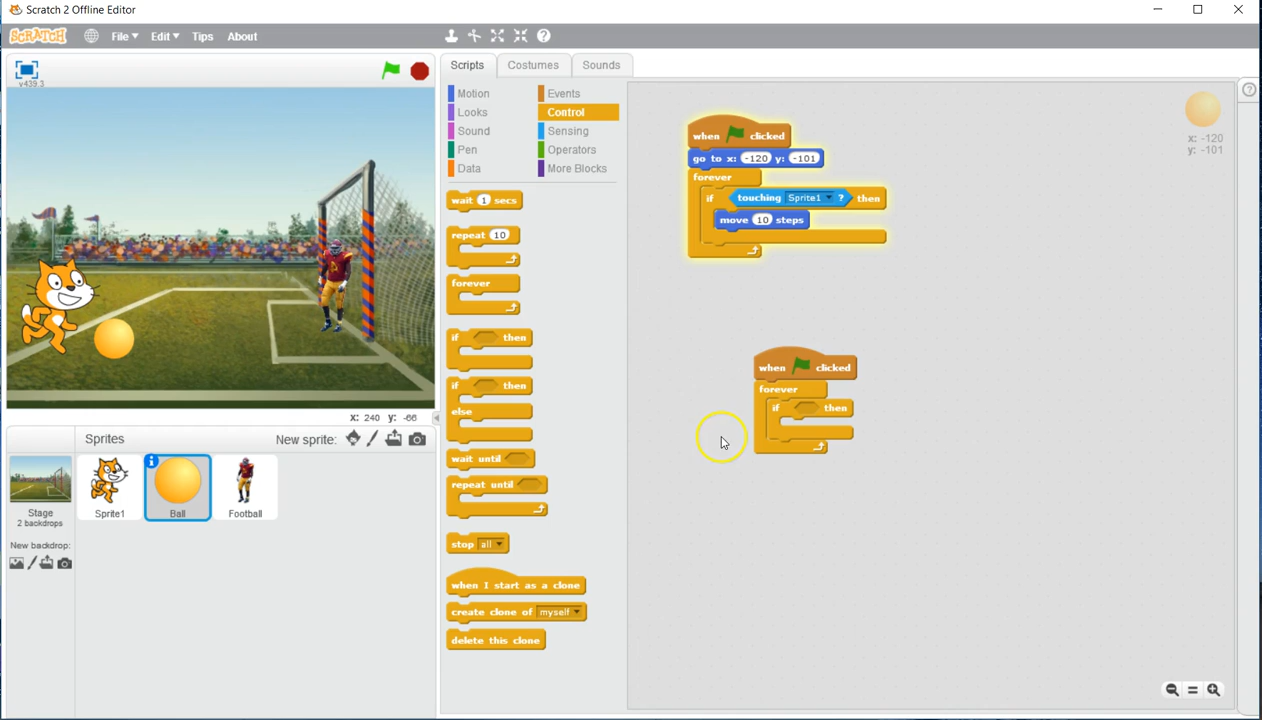 Scratch 2 Offline Editor
SCRATCH File Edit Tips About
v439.3
Scripts Costumes Sounds
Motion Events
Looks Control
Sound Sensing
Pen Operators
Data More Blocks
wait 1 secs
repeat 10
forever
if then
if then
else
wait until
repeat until
stop all
when I start as a clone
create clone of myself
delete this clone
when clicked
go to x: -120 y: -101
forever
if touching Sprite1 ? then
move 10 steps
when clicked
forever
if then
x: -120
y: -101
x: 240 y: -66
Sprites New sprite:
Stage
2 backdrops
New backdrop:
Sprite1 Ball Football